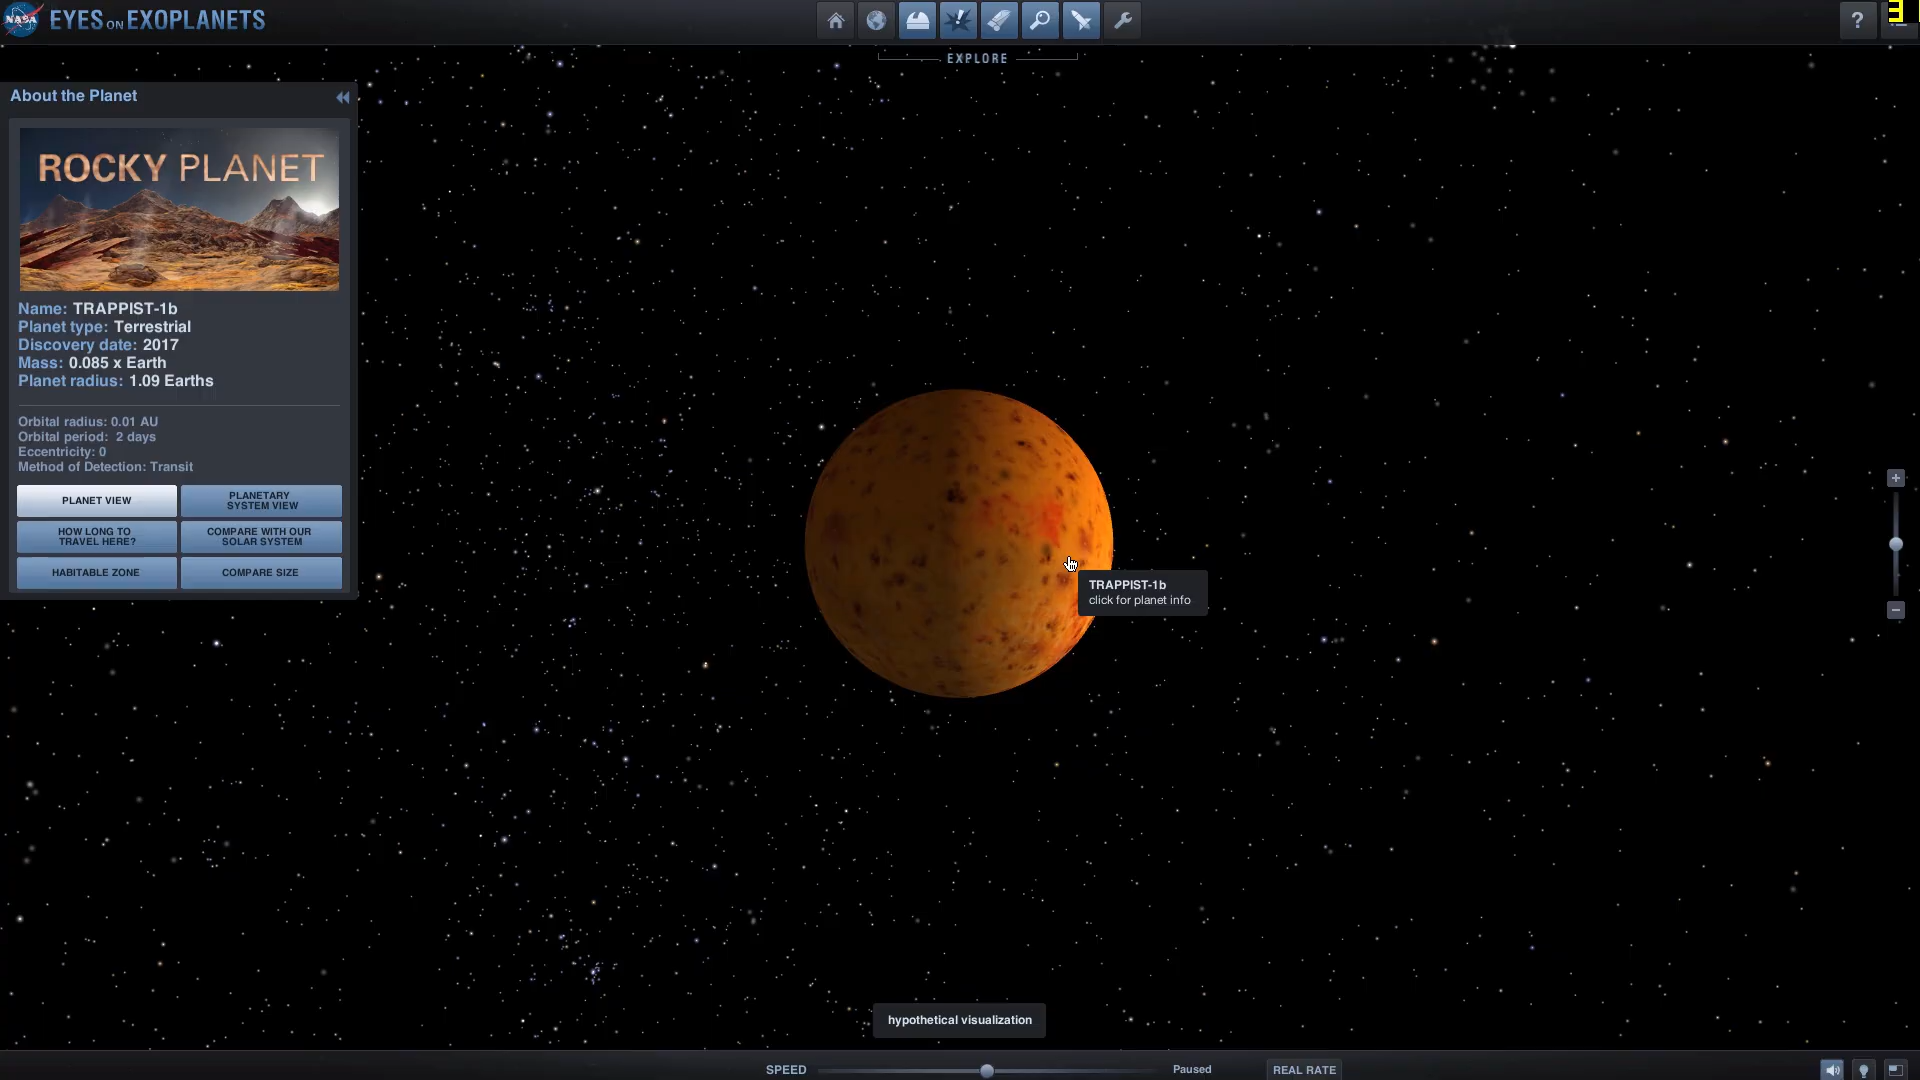 NASA
EYES ON EXOPLANETS
3
?
EXPLORE
About the Planet
ROCKY PLANET
Name: TRAPPIST-1b
Planet type: Terrestrial
Discovery date: 2017
Mass: 0.085 x Earth
Planet radius: 1.09 Earths
Orbital radius: 0.01 AU
Orbital period: 2 days
Eccentricity: 0
Method of Detection: Transit
PLANET VIEW
PLANETARY
SYSTEM VIEW
HOW LONG TO
TRAVEL HERE?
COMPARE WITH OUR
SOLAR SYSTEM
HABITABLE ZONE
COMPARE SIZE
TRAPPIST-1b
click for planet info
hypothetical visualization
SPEED
Paused
REAL RATE